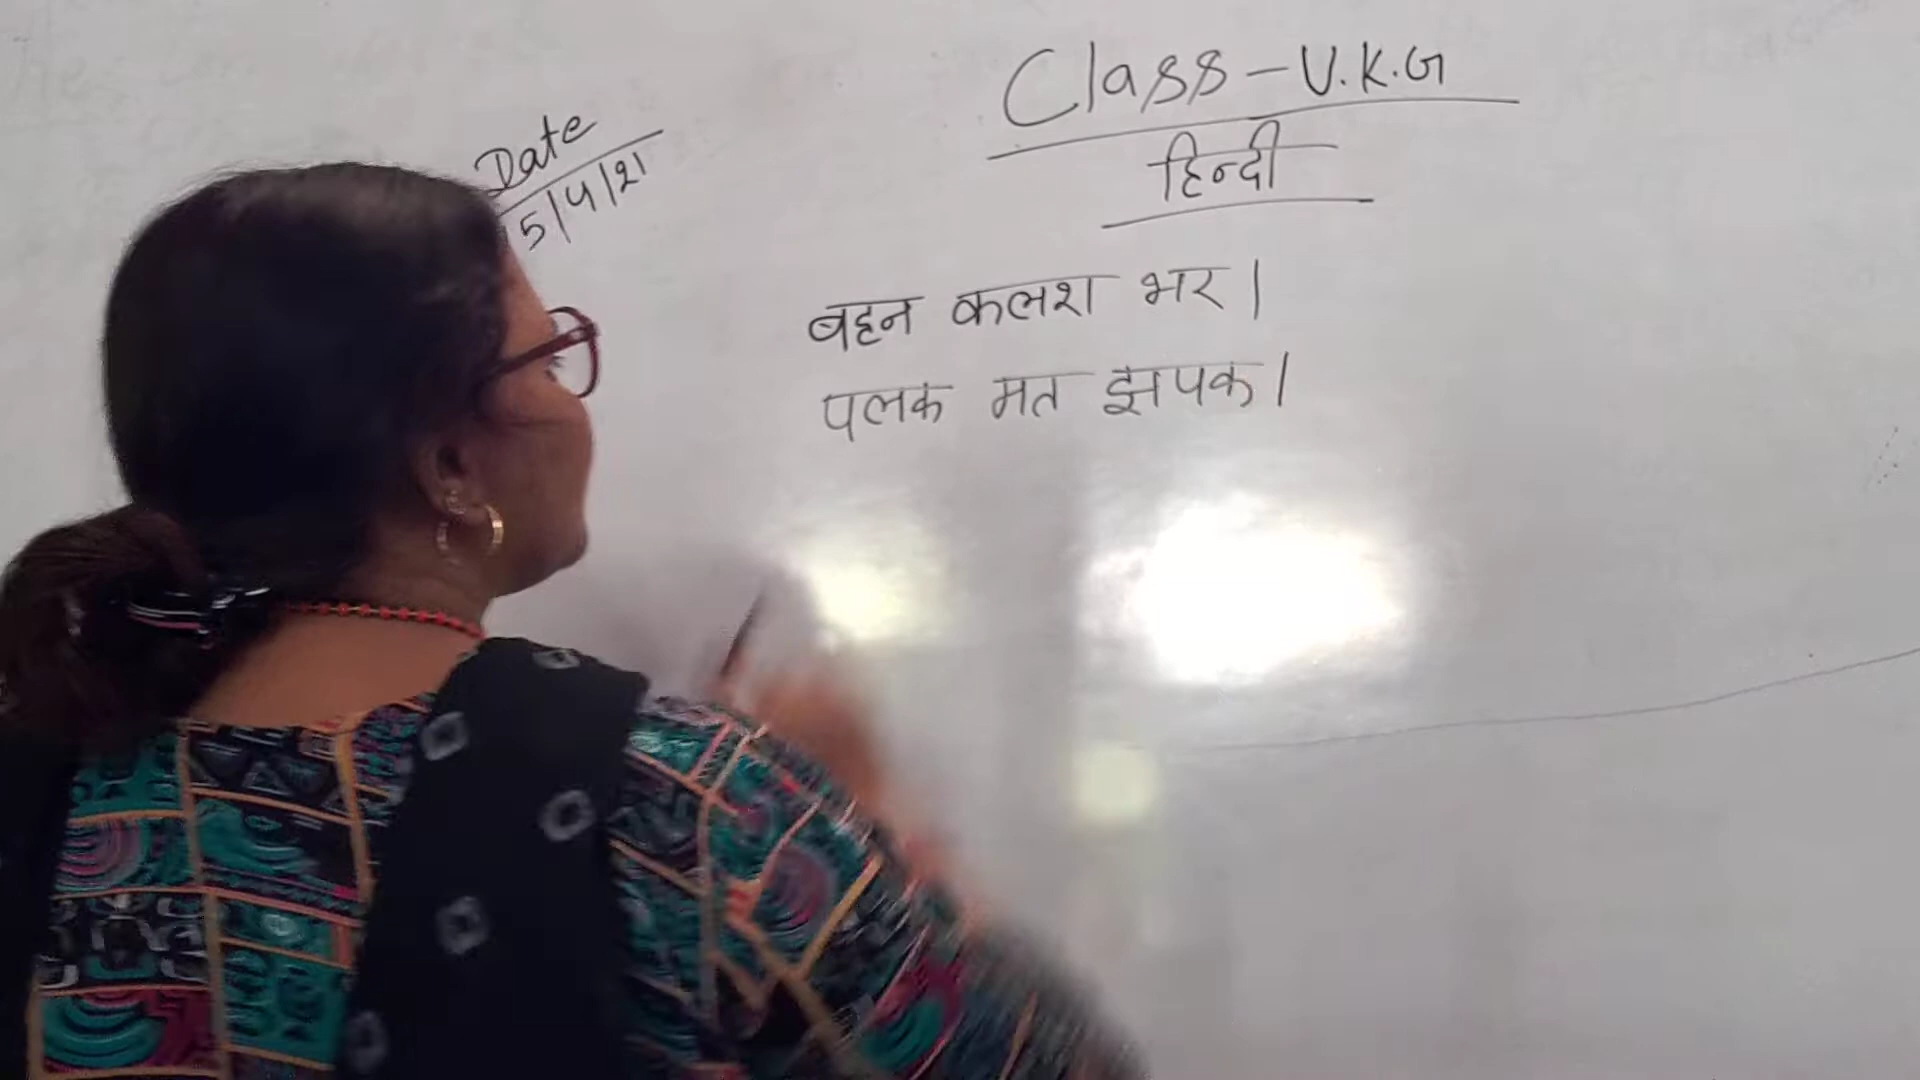 Class - U.K.G
हिन्दी
Date
5/4/21
बहन कलश भर।
पलक मत झपक।